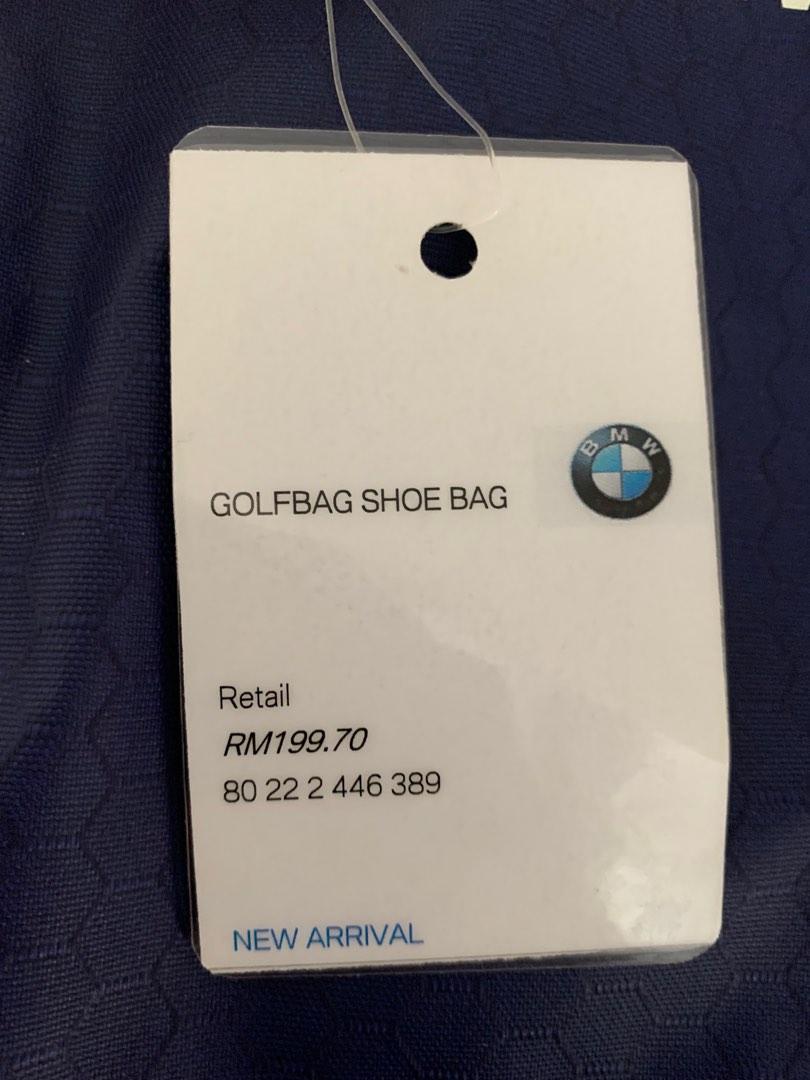 BMW
GOLFBAG SHOE BAG
Retail
RM199.70
80 22 2 446 389
NEW ARRIVAL